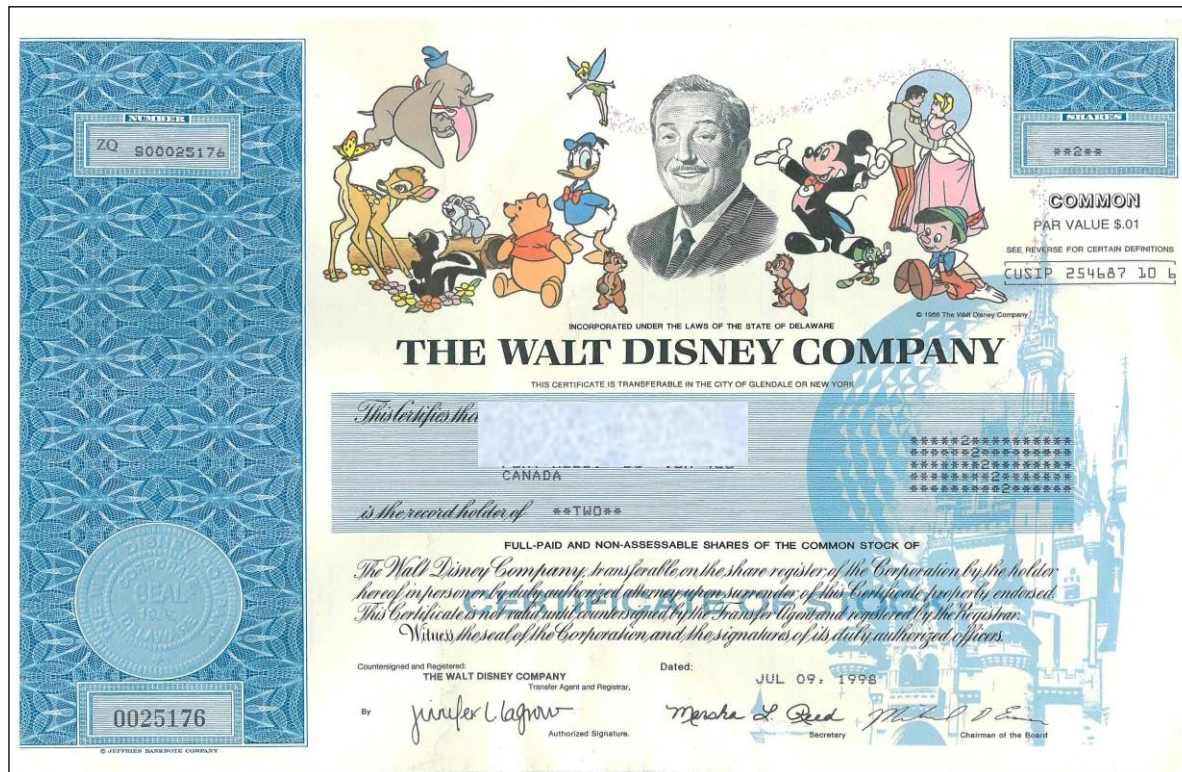 NUMBER
ZQ S00025176
SHARES
**2**
COMMON
PAR VALUE $.01
SEE REVERSE FOR CERTAIN DEFINITIONS
CUSIP 254687 10 6
© 1988 The Walt Disney Company
INCORPORATED UNDER THE LAWS OF THE STATE OF DELAWARE
THE WALT DISNEY COMPANY
THIS CERTIFICATE IS TRANSFERABLE IN THE CITY OF GLENDALE OR NEW YORK
This Certifies that
*****2**********
******2*********
*******2********
********2*******
*********2******
CANADA
is the record holder of **TWO**
FULL-PAID AND NON-ASSESSABLE SHARES OF THE COMMON STOCK OF
The Walt Disney Company, transferable on the share register of the Corporation by the holder
hereof in person or by duly authorized attorney upon surrender of this Certificate properly endorsed.
This Certificate is not valid until countersigned by the Transfer Agent and registered by the Registrar.
Witness the seal of the Corporation and the signatures of its duly authorized officers.
CERTIFICATE OF STOCK
SEAL
Countersigned and Registered:
THE WALT DISNEY COMPANY
Transfer Agent and Registrar,
Dated:
JUL 09, 1998
By
Authorized Signature.
Marsha L. Reed
Secretary
Chairman of the Board
0025176
© JEFFRIES BANKNOTE COMPANY